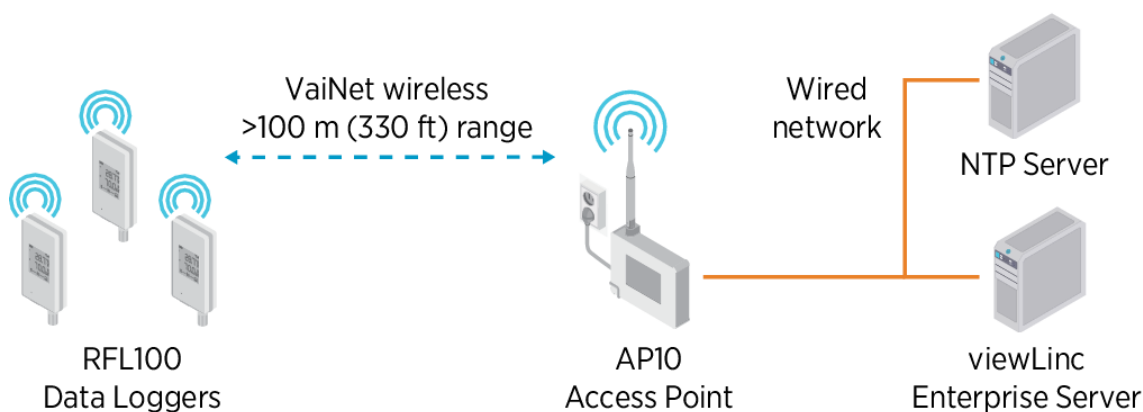 VaiNet wireless
>100 m (330 ft) range
Wired
network
NTP Server
RFL100
Data Loggers
AP10
Access Point
viewLinc
Enterprise Server